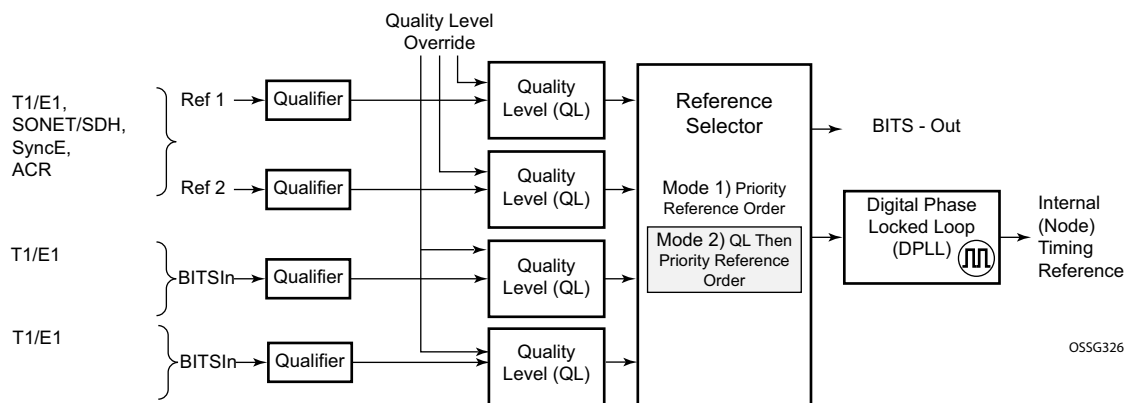 Quality Level
Override
T1/E1,
SONET/SDH,
SyncE,
ACR
Ref 1
Qualifier
Quality
Level (QL)
Ref 2
Qualifier
Quality
Level (QL)
T1/E1
BITSIn
Qualifier
Quality
Level (QL)
T1/E1
BITSIn
Qualifier
Quality
Level (QL)
Reference
Selector
Mode 1) Priority
Reference Order
Mode 2) QL Then
Priority Reference
Order
BITS - Out
Digital Phase
Locked Loop
(DPLL)
Internal
(Node)
Timing
Reference
OSSG326